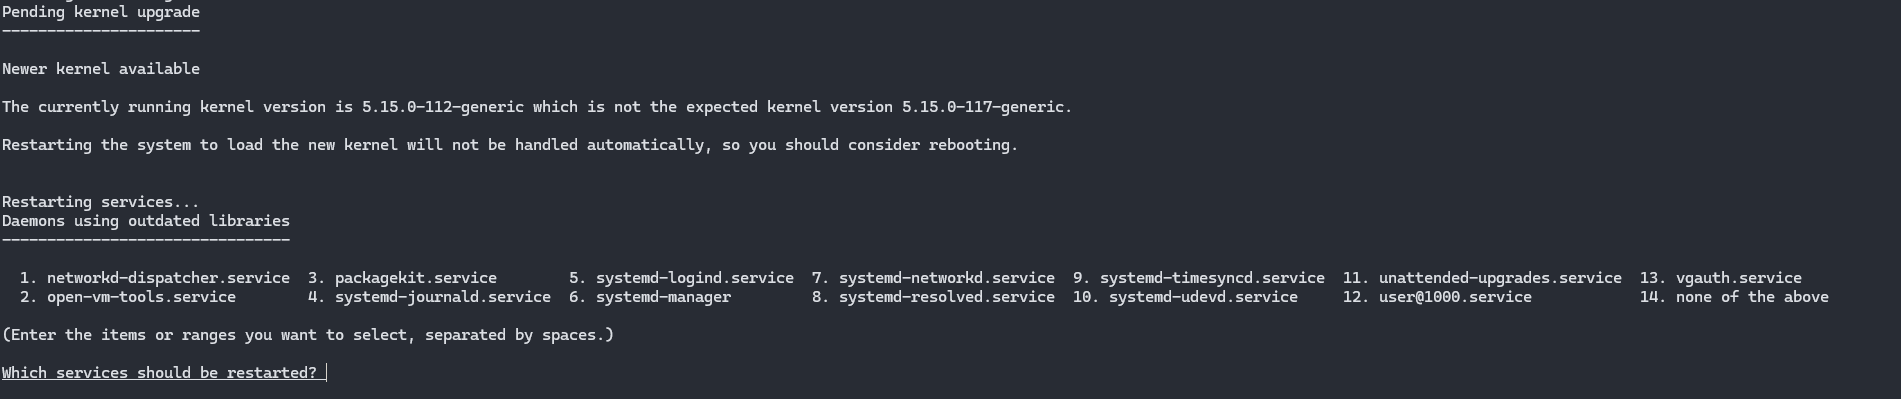 Pending kernel upgrade
----------------------
Newer kernel available
The currently running kernel version is 5.15.0-112-generic which is not the expected kernel version 5.15.0-117-generic.
Restarting the system to load the new kernel will not be handled automatically, so you should consider rebooting.
Restarting services...
Daemons using outdated libraries
--------------------------------
1. networkd-dispatcher.service  3. packagekit.service  5. systemd-logind.service  7. systemd-networkd.service  9. systemd-timesyncd.service  11. unattended-upgrades.service  13. vgauth.service
2. open-vm-tools.service  4. systemd-journald.service  6. systemd-manager  8. systemd-resolved.service  10. systemd-udevd.service  12. user@1000.service  14. none of the above
(Enter the items or ranges you want to select, separated by spaces.)
Which services should be restarted?